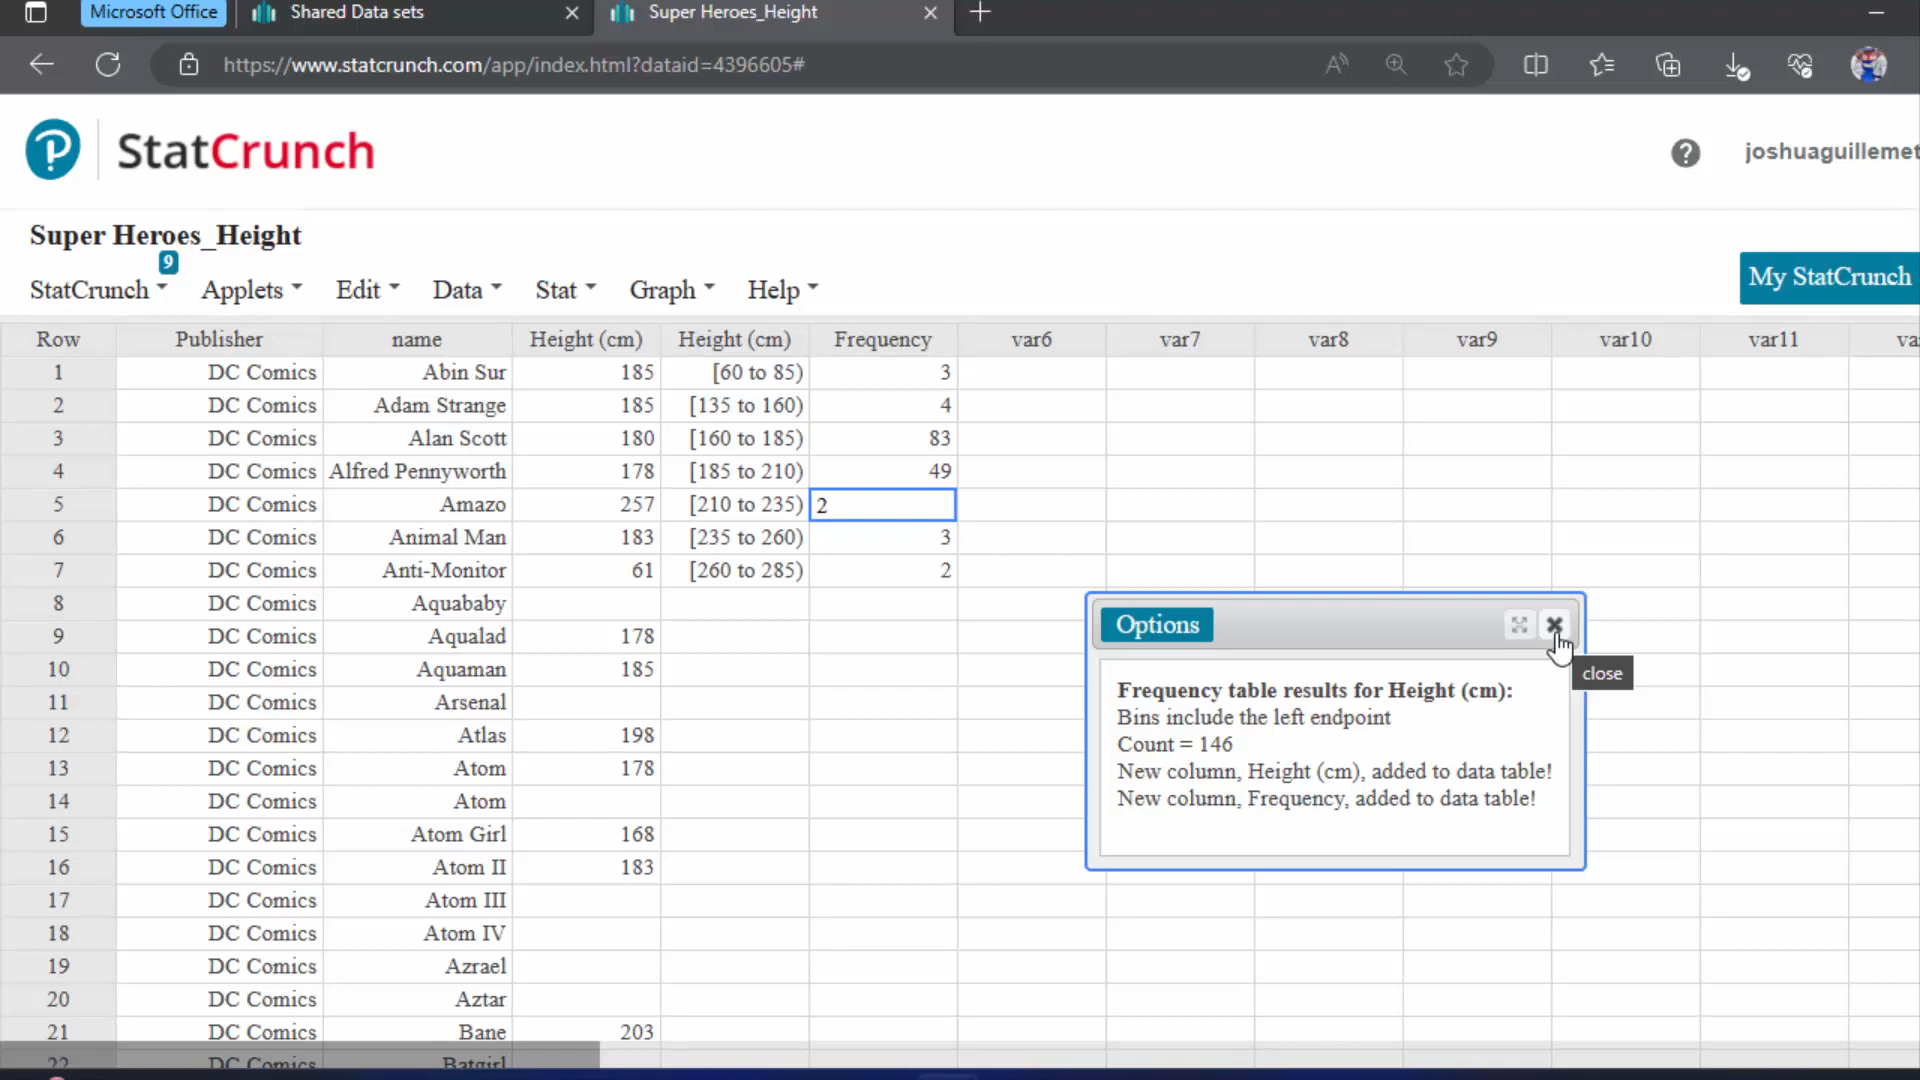 Microsoft Office Shared Data sets Super Heroes_Height
https://www.statcrunch.com/app/index.html?dataid=4396605#
StatCrunch
joshuaguillemet
Super Heroes_Height
9
StatCrunch Applets Edit Data Stat Graph Help
My StatCrunch
Row Publisher name Height (cm) Height (cm) Frequency var6 var7 var8 var9 var10 var11 va
1 DC Comics Abin Sur 185 [60 to 85) 3
2 DC Comics Adam Strange 185 [135 to 160) 4
3 DC Comics Alan Scott 180 [160 to 185) 83
4 DC Comics Alfred Pennyworth 178 [185 to 210) 49
5 DC Comics Amazo 257 [210 to 235) 2
6 DC Comics Animal Man 183 [235 to 260) 3
7 DC Comics Anti-Monitor 61 [260 to 285) 2
8 DC Comics Aquababy
9 DC Comics Aqualad 178
10 DC Comics Aquaman 185
11 DC Comics Arsenal
12 DC Comics Atlas 198
13 DC Comics Atom 178
14 DC Comics Atom
15 DC Comics Atom Girl 168
16 DC Comics Atom II 183
17 DC Comics Atom III
18 DC Comics Atom IV
19 DC Comics Azrael
20 DC Comics Aztar
21 DC Comics Bane 203
22 DC Comics Batgirl
Options
close
Frequency table results for Height (cm):
Bins include the left endpoint
Count = 146
New column, Height (cm), added to data table!
New column, Frequency, added to data table!